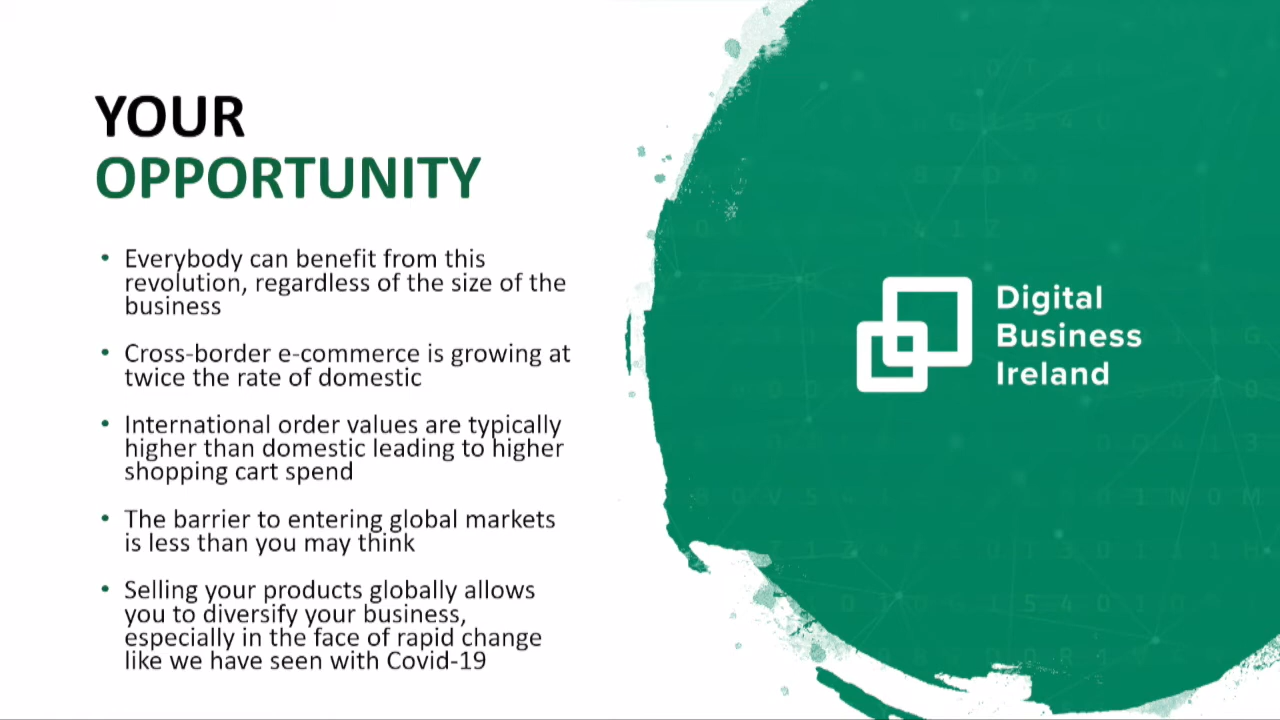 YOUR
OPPORTUNITY
• Everybody can benefit from this
revolution, regardless of the size of the
business
• Cross-border e-commerce is growing at
twice the rate of domestic
• International order values are typically
higher than domestic leading to higher
shopping cart spend
• The barrier to entering global markets
is less than you may think
• Selling your products globally allows
you to diversify your business,
especially in the face of rapid change
like we have seen with Covid-19
Digital
Business
Ireland